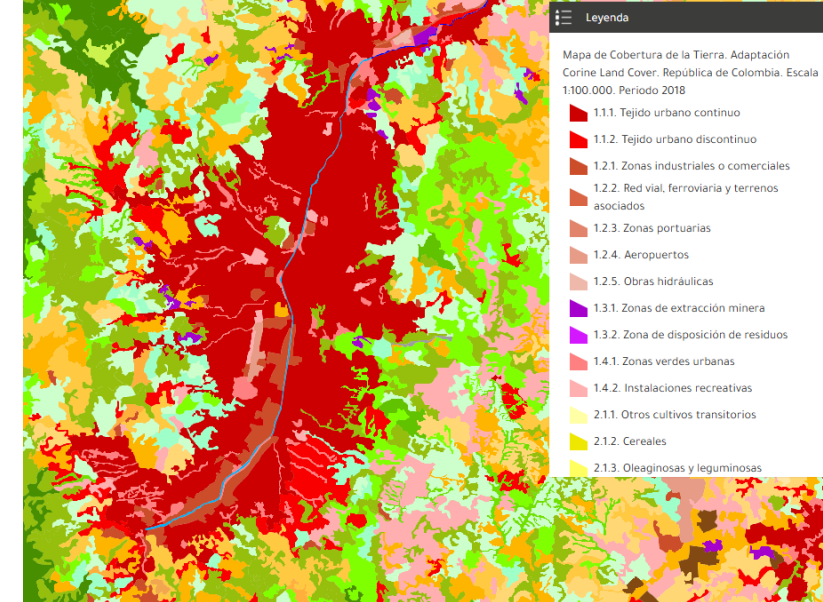 Leyenda
Mapa de Cobertura de la Tierra. Adaptación
Corine Land Cover. República de Colombia. Escala
1:100.000. Periodo 2018
1.1.1. Tejido urbano continuo
1.1.2. Tejido urbano discontinuo
1.2.1. Zonas industriales o comerciales
1.2.2. Red vial, ferroviaria y terrenos
asociados
1.2.3. Zonas portuarias
1.2.4. Aeropuertos
1.2.5. Obras hidráulicas
1.3.1. Zonas de extracción minera
1.3.2. Zona de disposición de residuos
1.4.1. Zonas verdes urbanas
1.4.2. Instalaciones recreativas
2.1.1. Otros cultivos transitorios
2.1.2. Cereales
2.1.3. Oleaginosas y leguminosas